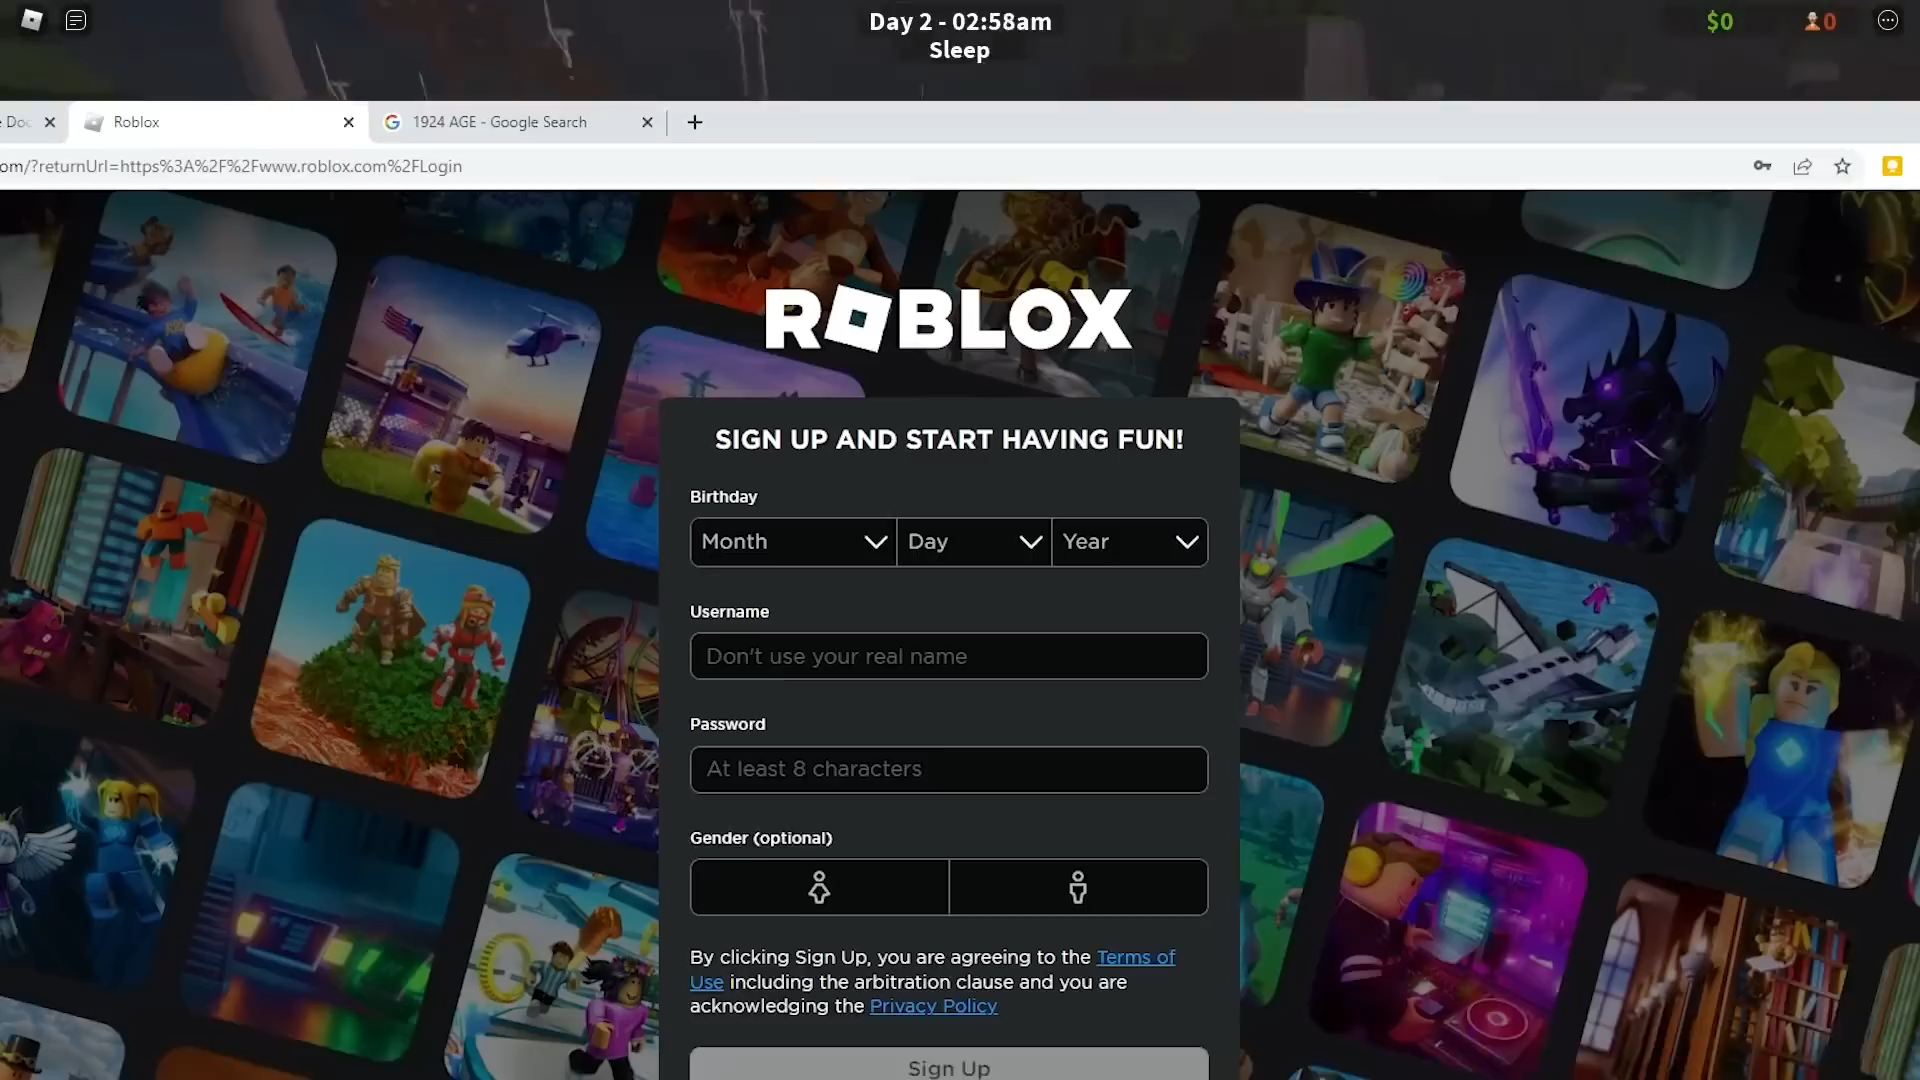 Day 2 - 02:58am
$0
0
Sleep
Roblox
1924 AGE - Google Search
om/?returnUrl=https%3A%2F%2Fwww.roblox.com%2FLogin
ROBLOX
SIGN UP AND START HAVING FUN!
Birthday
Month
Day
Year
Username
Don't use your real name
Password
At least 8 characters
Gender (optional)
By clicking Sign Up, you are agreeing to the Terms of
Use including the arbitration clause and you are
acknowledging the Privacy Policy
Sign Up